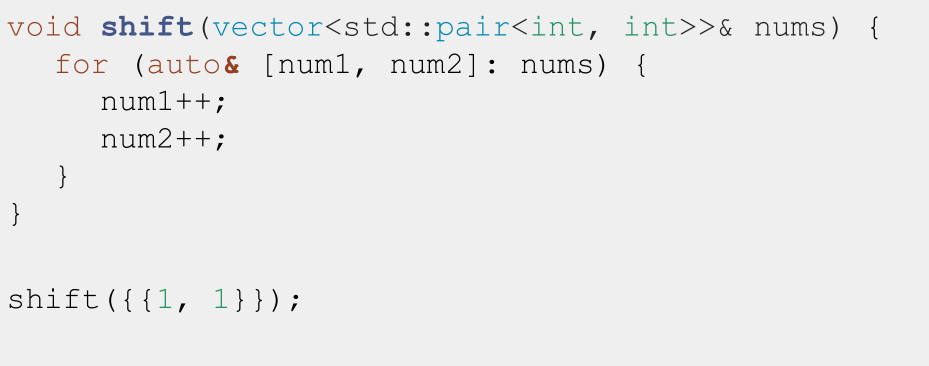 void shift(vector<std::pair<int, int>>& nums) {
for (auto& [num1, num2]: nums) {
num1++;
num2++;
}
}
shift({{1, 1}});